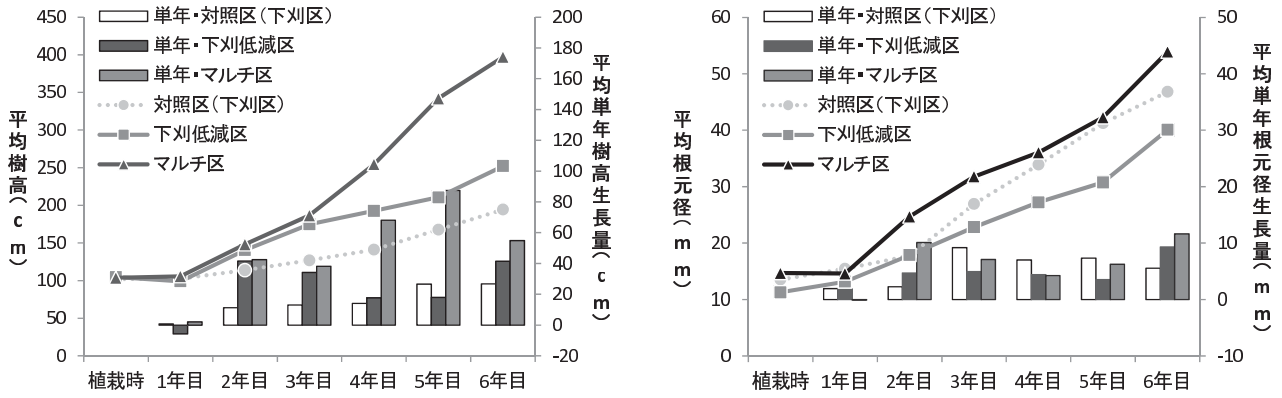 450
400
350
300
250
200
150
100
50
0
平均樹高(cm)
単年・対照区(下刈区)
単年・下刈低減区
単年・マルチ区
対照区(下刈区)
下刈低減区
マルチ区
200
180
160
140
120
100
80
60
40
20
0
-20
平均単年樹高生長量(cm)
植栽時 1年目 2年目 3年目 4年目 5年目 6年目
60
50
40
30
20
10
0
平均根元径(mm)
単年・対照区(下刈区)
単年・下刈低減区
単年・マルチ区
対照区(下刈区)
下刈低減区
マルチ区
50
40
30
20
10
0
-10
平均単年根元径生長量(mm)
植栽時 1年目 2年目 3年目 4年目 5年目 6年目